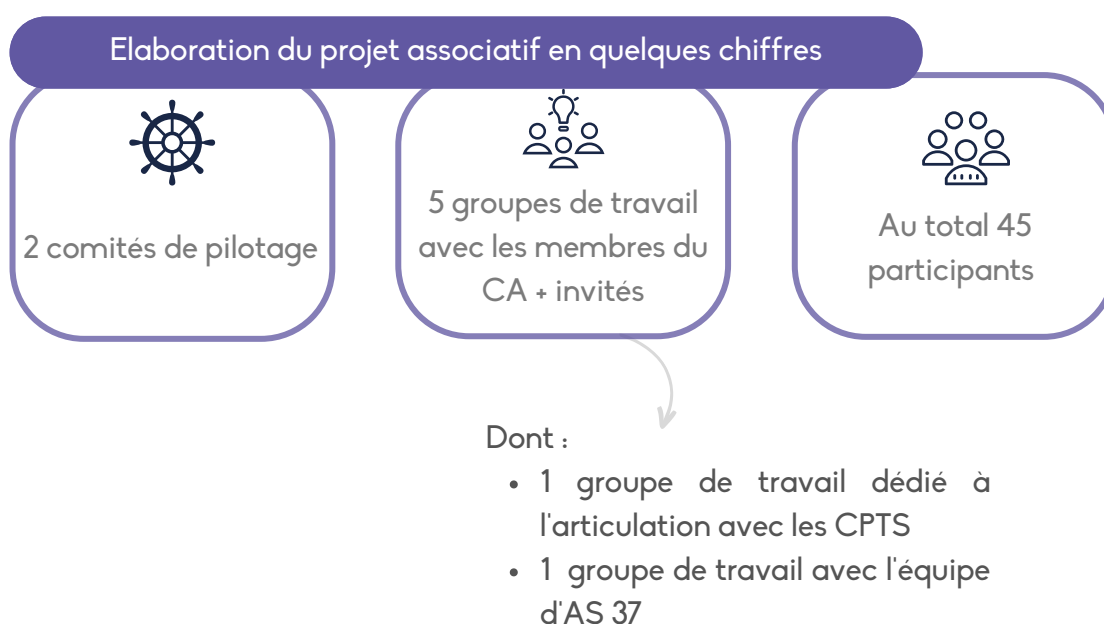 Elaboration du projet associatif en quelques chiffres
2 comités de pilotage
5 groupes de travail
avec les membres du
CA + invités
Au total 45
participants
Dont :
• 1 groupe de travail dédié à
l'articulation avec les CPTS
• 1 groupe de travail avec l'équipe
d'AS 37